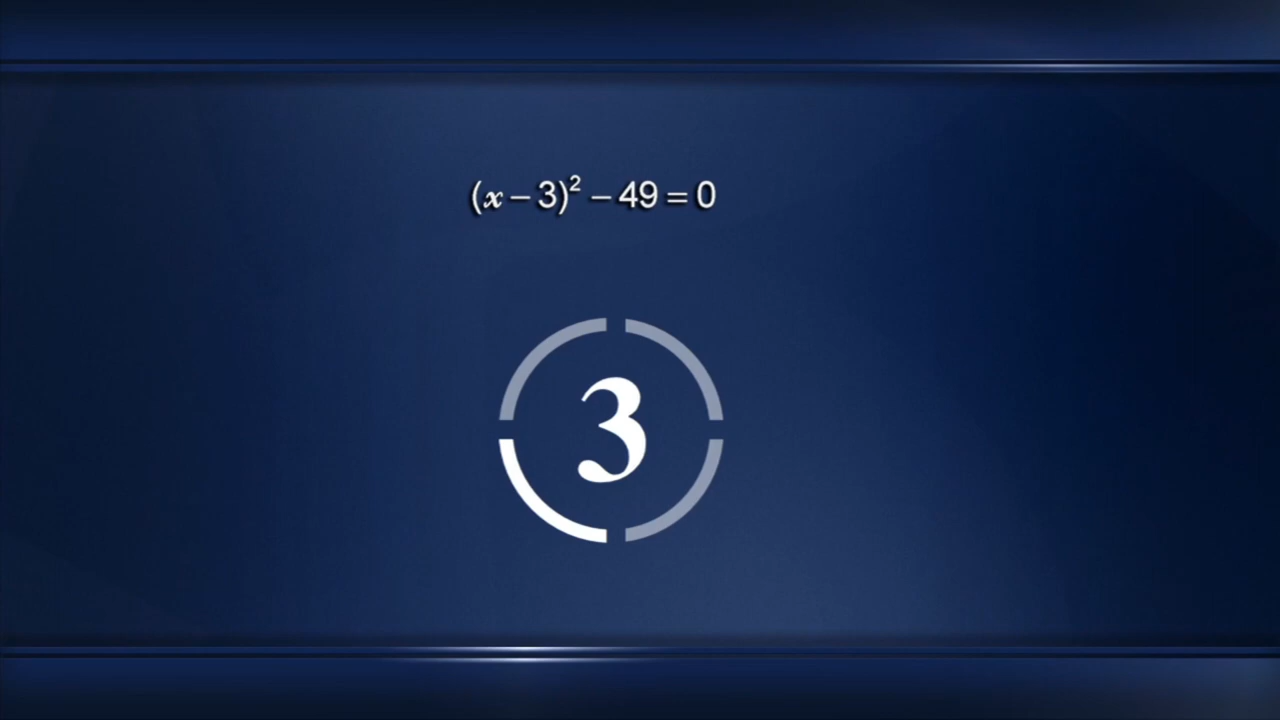 (x – 3)² – 49 = 0
3